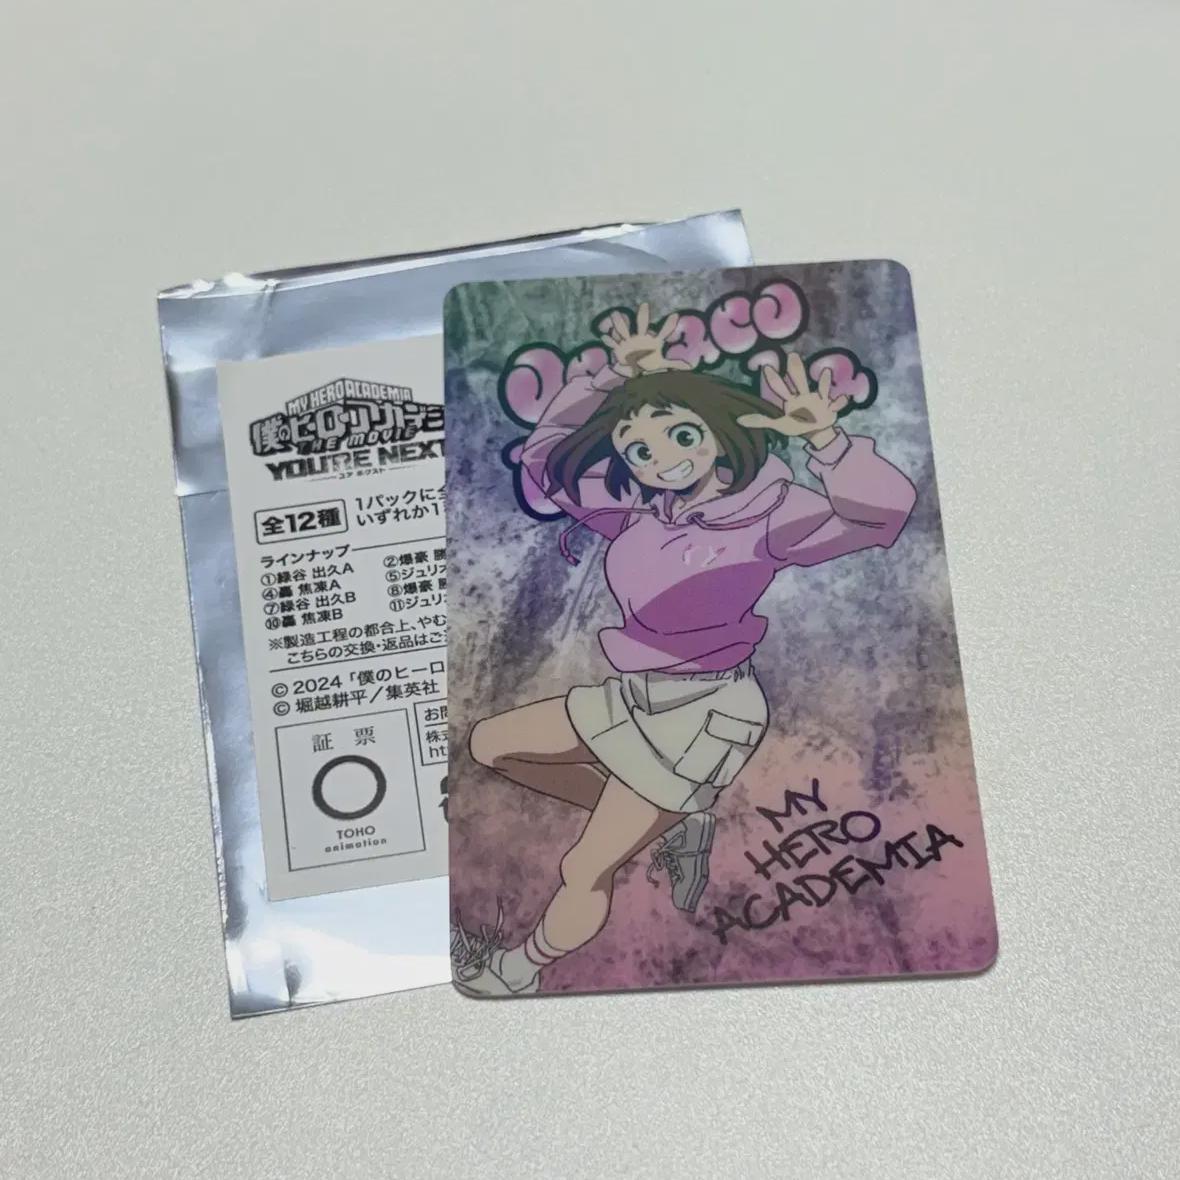 MY HERO ACADEMIA
僕のヒーローアカデミ
THE MOVIE
YOU'RE NEXT
ユア ネクスト
全12種
1パックに全
いずれか1
ラインナップ
①緑谷 出久A ②爆豪 勝
④轟 焦凍A ⑤ジュリオ
⑦緑谷 出久B ⑧爆豪 勝
⑩轟 焦凍B ⑪ジュリ
※製造工程の都合上、やむ
こちらの交換・返品はご
© 2024「僕のヒーロ
© 堀越耕平／集英社
証 票
TOHO
animation
お問
株式
ht
MY
HERO
ACADEMIA